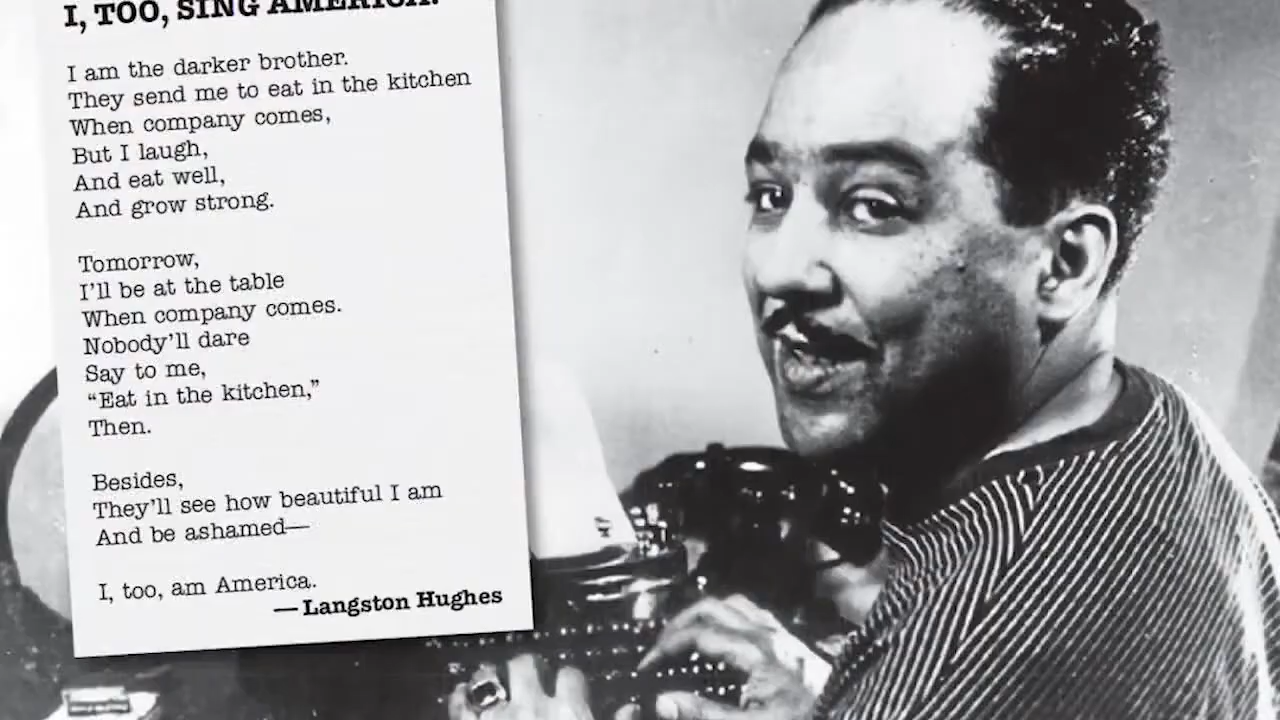 I, TOO, SING AMERICA.
I am the darker brother.
They send me to eat in the kitchen
When company comes,
But I laugh,
And eat well,
And grow strong.
Tomorrow,
I'll be at the table
When company comes.
Nobody'll dare
Say to me,
“Eat in the kitchen,”
Then.
Besides,
They'll see how beautiful I am
And be ashamed—
I, too, am America.
—Langston Hughes